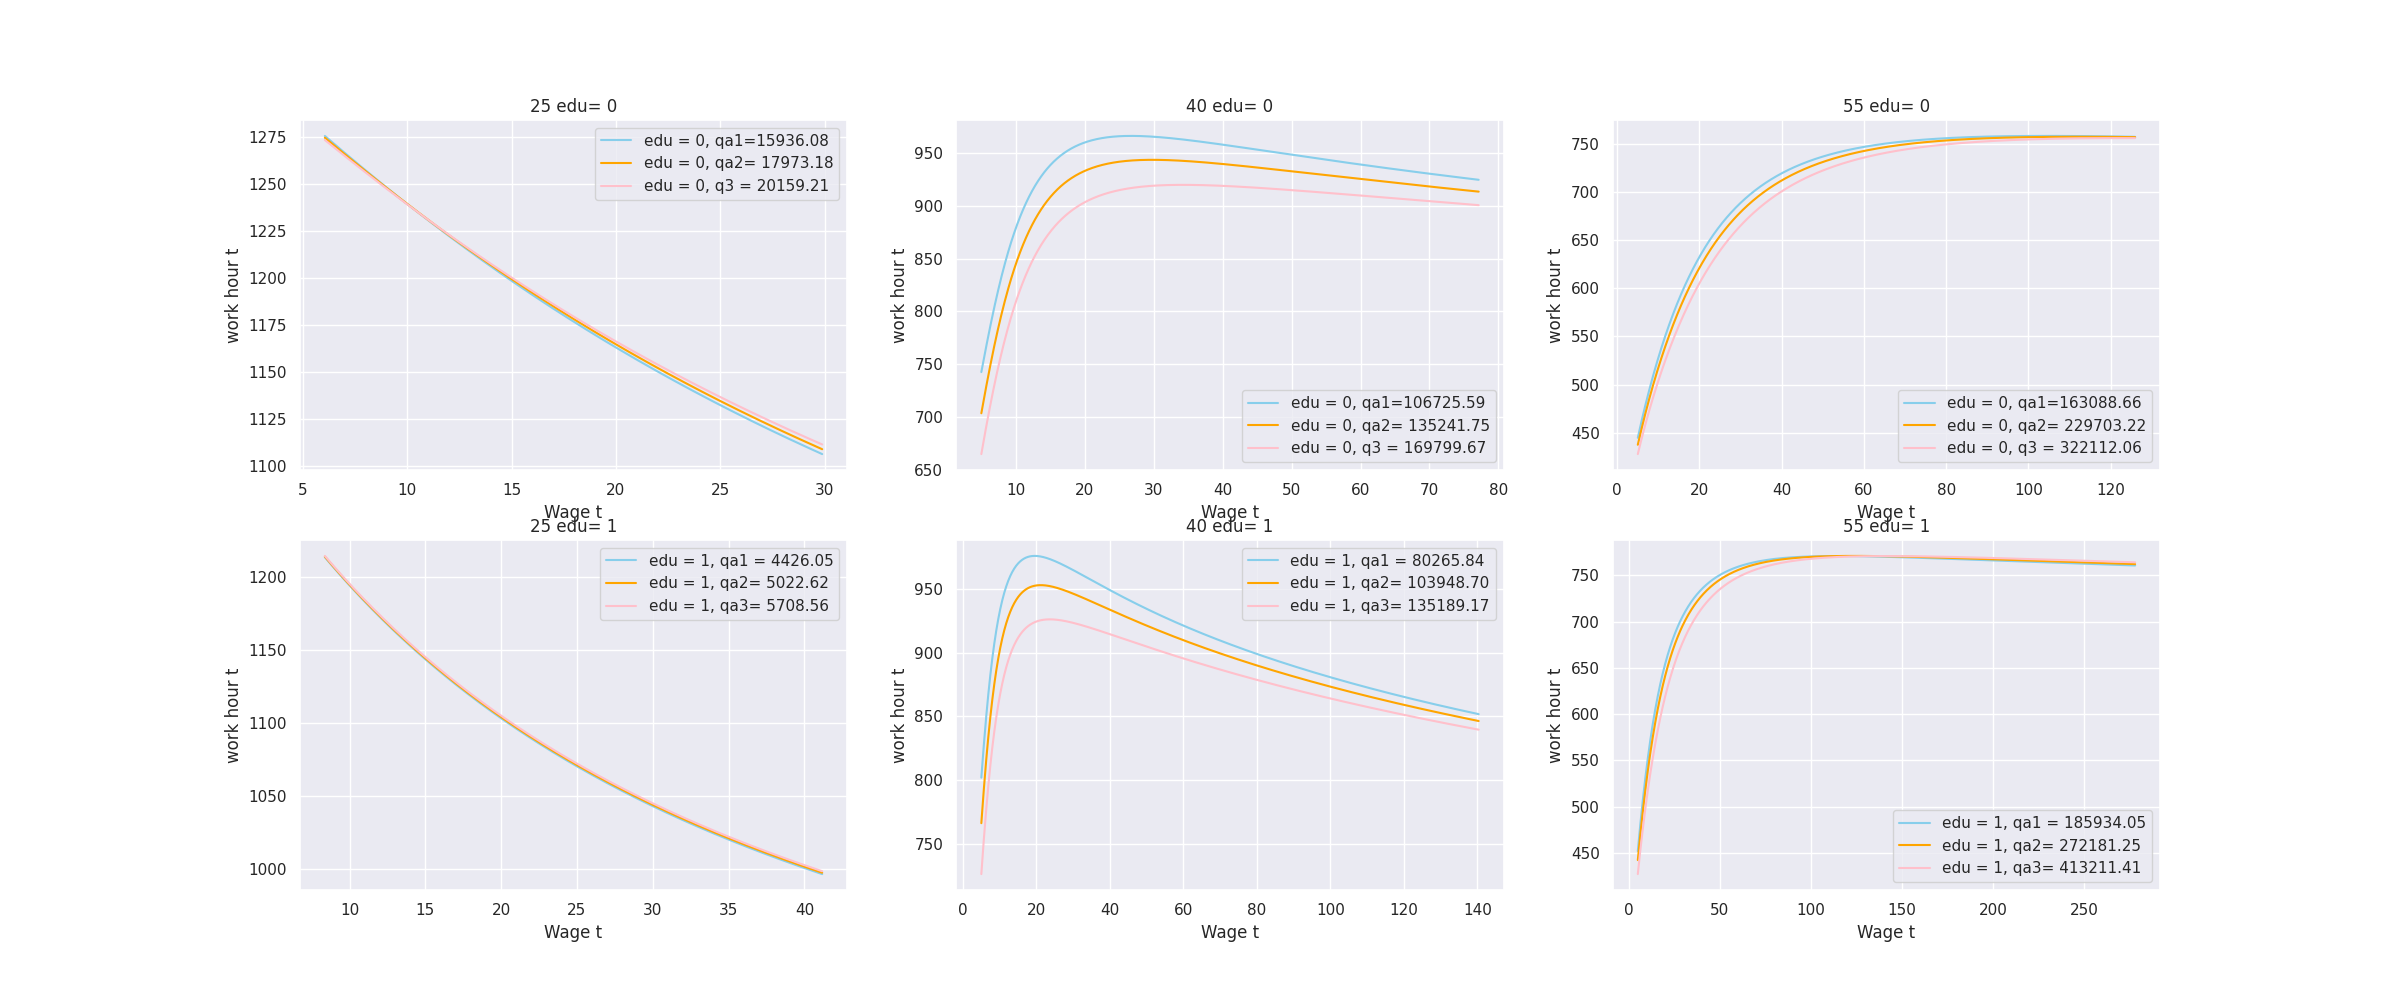 25 edu= 0
edu = 0, qa1=15936.08
edu = 0, qa2= 17973.18
edu = 0, q3 = 20159.21
work hour t
1275
1250
1225
1200
1175
1150
1125
1100
5 10 15 20 25 30
Wage t
40 edu= 0
edu = 0, qa1=106725.59
edu = 0, qa2= 135241.75
edu = 0, q3 = 169799.67
work hour t
950
900
850
800
750
700
650
10 20 30 40 50 60 70 80
Wage t
55 edu= 0
edu = 0, qa1=163088.66
edu = 0, qa2= 229703.22
edu = 0, q3 = 322112.06
work hour t
750
700
650
600
550
500
450
0 20 40 60 80 100 120
Wage t
25 edu= 1
edu = 1, qa1 = 4426.05
edu = 1, qa2= 5022.62
edu = 1, qa3= 5708.56
work hour t
1200
1150
1100
1050
1000
10 15 20 25 30 35 40
Wage t
40 edu= 1
edu = 1, qa1 = 80265.84
edu = 1, qa2= 103948.70
edu = 1, qa3= 135189.17
work hour t
950
900
850
800
750
0 20 40 60 80 100 120 140
Wage t
55 edu= 1
edu = 1, qa1 = 185934.05
edu = 1, qa2= 272181.25
edu = 1, qa3= 413211.41
work hour t
750
700
650
600
550
500
450
0 50 100 150 200 250
Wage t